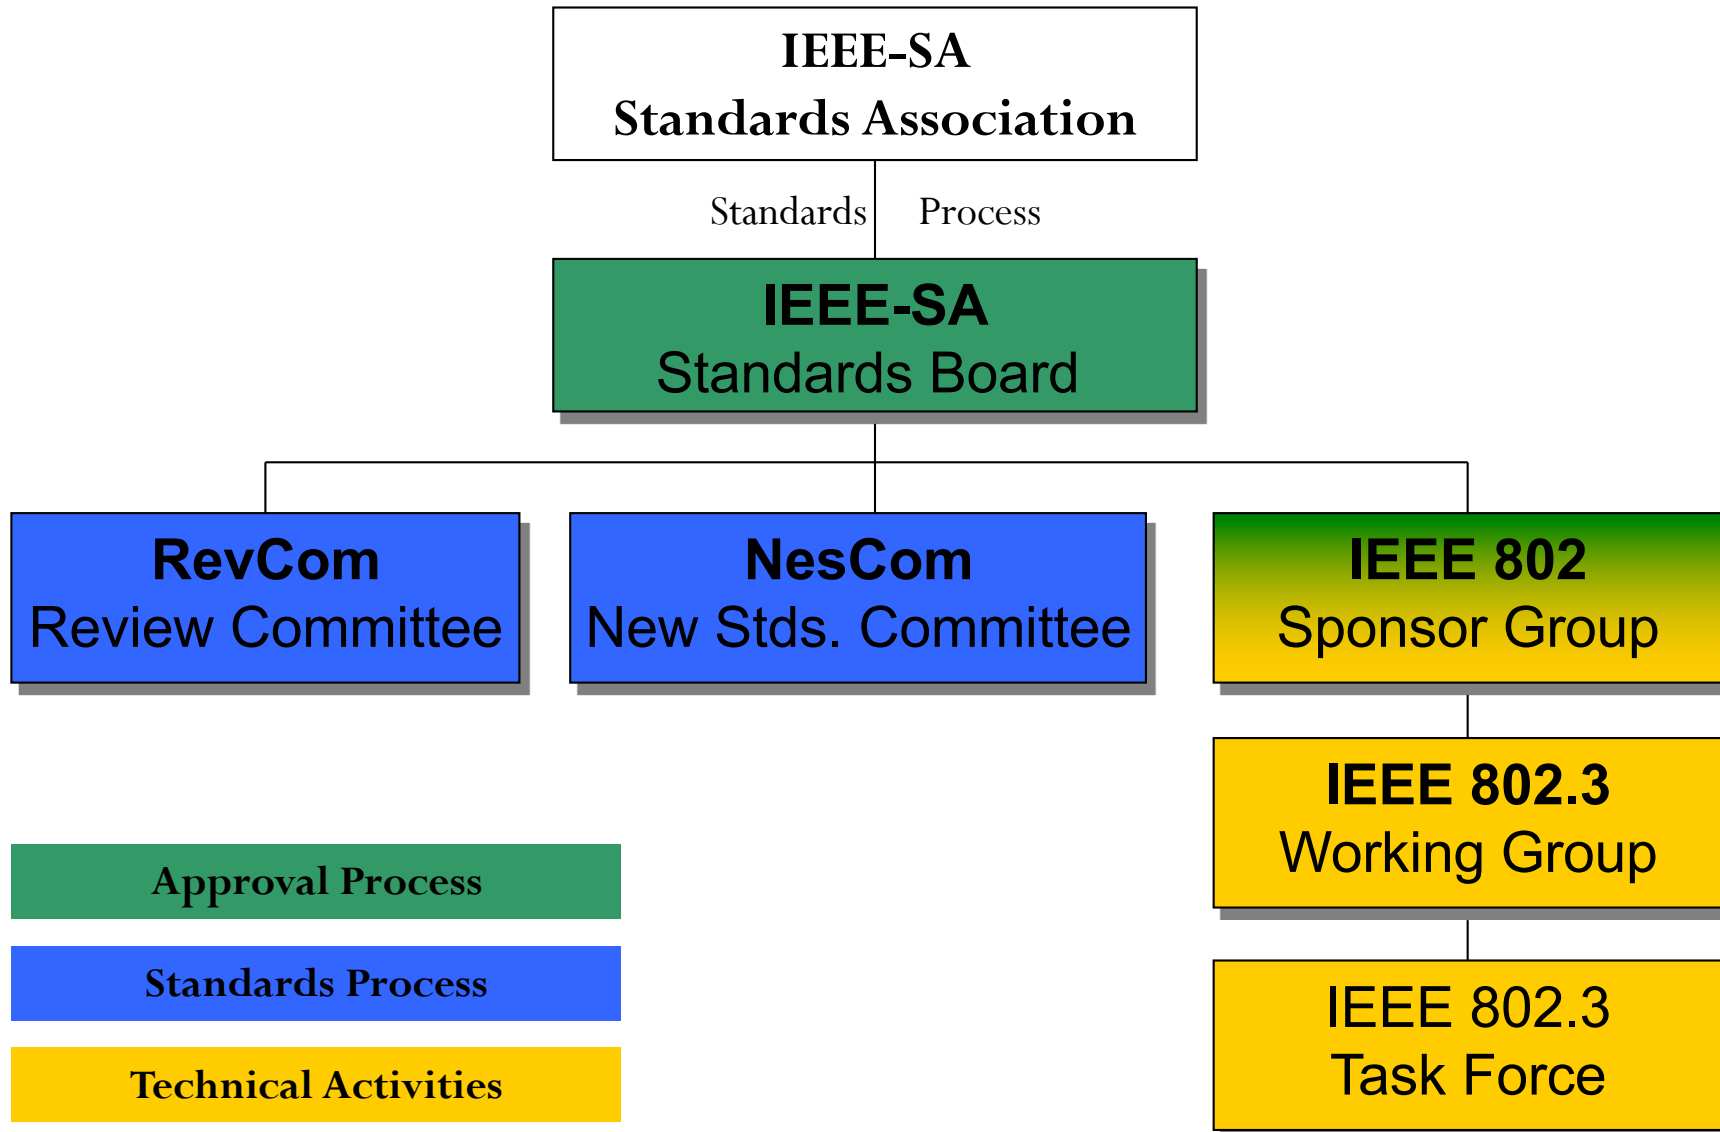 IEEE-SA
Standards Association
Standards Process
IEEE-SA
Standards Board
RevCom
Review Committee
NesCom
New Stds. Committee
IEEE 802
Sponsor Group
IEEE 802.3
Working Group
IEEE 802.3
Task Force
Approval Process
Standards Process
Technical Activities